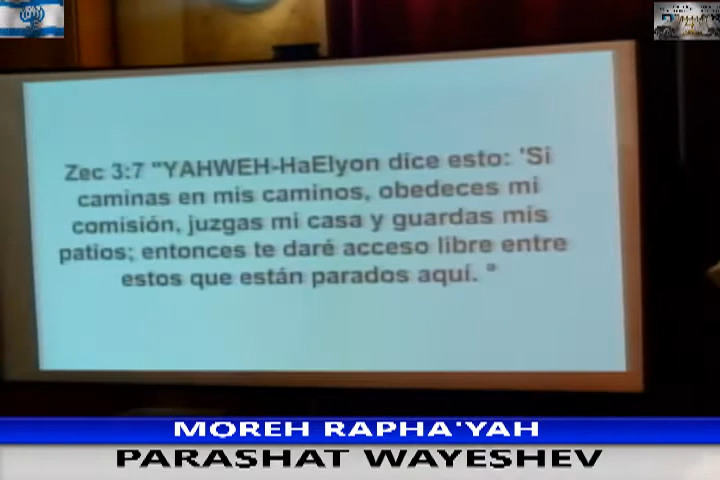 Zec 3:7 "YAHWEH-HaElyon dice esto: 'Si
caminas en mis caminos, obedeces mi
comisión, juzgas mi casa y guardas mis
patios; entonces te daré acceso libre entre
estos que están parados aquí. "
MOREH RAPHA'YAH
PARASHAT WAYESHEV